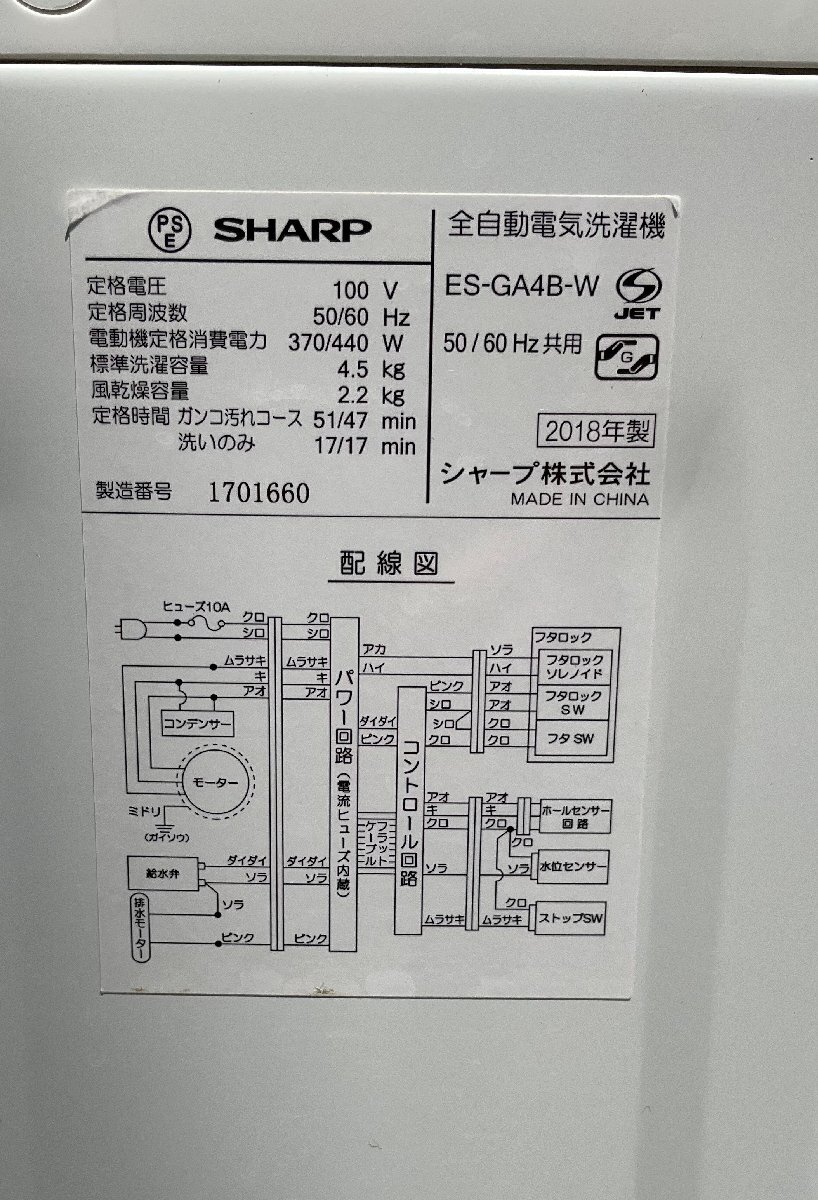 PSE SHARP
定格電圧 100 V
定格周波数 50/60 Hz
電動機定格消費電力 370/440 W
標準洗濯容量 4.5 kg
風乾燥容量 2.2 kg
定格時間 ガンコ汚れコース 51/47 min
洗いのみ 17/17 min
製造番号 1701660
全自動電気洗濯機
ES-GA4B-W
JET
50/60Hz共用
G
2018年製
シャープ株式会社
MADE IN CHINA
配線図
ヒューズ10A
クロ クロ
シロ シロ
ムラサキ ムラサキ
キ キ
アオ アオ
コンデンサー
モーター
ミドリ
(ガイソウ)
給水弁
ダイダイ ダイダイ
ソラ ソラ
ソラ
排水モーター
ピンク ピンク
パワー回路(電流ヒューズ内蔵)
アカ
ハイ
ダイダイ
ピンク
フラットケーブル
コントロール回路
ピンク
シロ
シロ
クロ
ソラ
ハイ
アオ
アオ
クロ
クロ
フタロック
フタロックソレノイド
フタロックSW
フタSW
アオ アオ
キ キ
クロ クロ
クロ
ホールセンサー回路
ソラ ソラ
水位センサー
クロ
ムラサキ ムラサキ
ストップSW